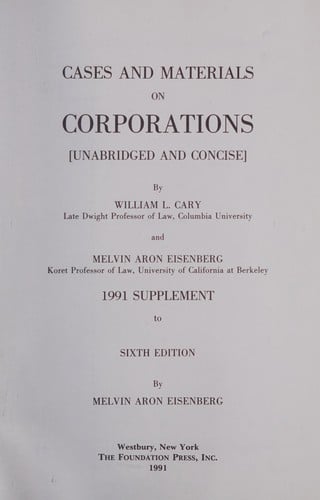 CASES AND MATERIALS
ON
CORPORATIONS
[UNABRIDGED AND CONCISE]
By
WILLIAM L. CARY
Late Dwight Professor of Law, Columbia University
and
MELVIN ARON EISENBERG
Koret Professor of Law, University of California at Berkeley
1991 SUPPLEMENT
to
SIXTH EDITION
By
MELVIN ARON EISENBERG
Westbury, New York
THE FOUNDATION PRESS, INC.
1991